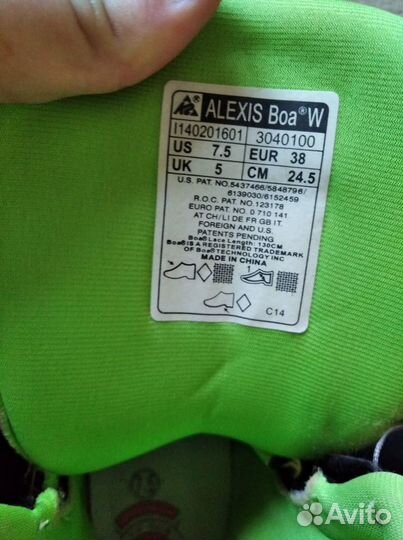 ALEXIS Boa® W
I140201601 3040100
US 7.5 EUR 38
UK 5 CM 24.5
U.S. PAT. NO.5437466/5848796/
6139030/6152459
R.O.C. PAT NO.123178
EURO PAT. NO. 0 710 141
AT CH/LI DE FR GB IT
FOREIGN AND U.S.
PATENTS PENDING
Boa® Lace Length: 130CM
Boa® IS A REGISTERED TRADEMARK
OF Boa® TECHNOLOGY INC
MADE IN CHINA
1
C14
Avito